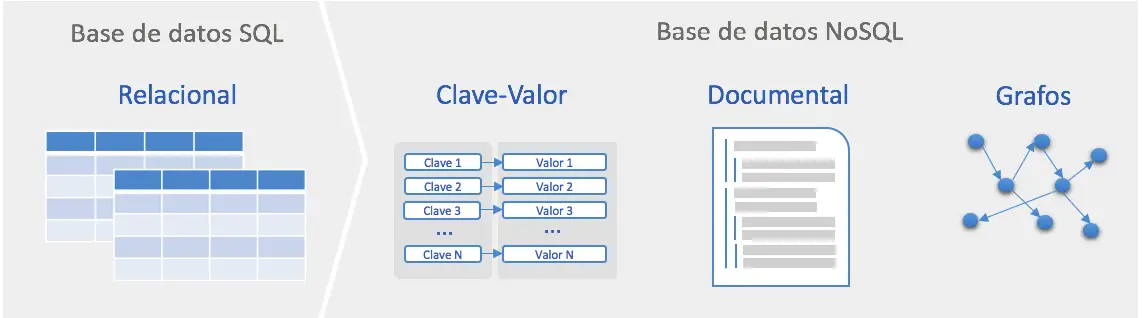 Base de datos SQL
Base de datos NoSQL
Relacional
Clave-Valor
Documental
Grafos
Clave 1
Valor 1
Clave 2
Valor 2
Clave 3
Valor 3
...
...
Clave N
Valor N